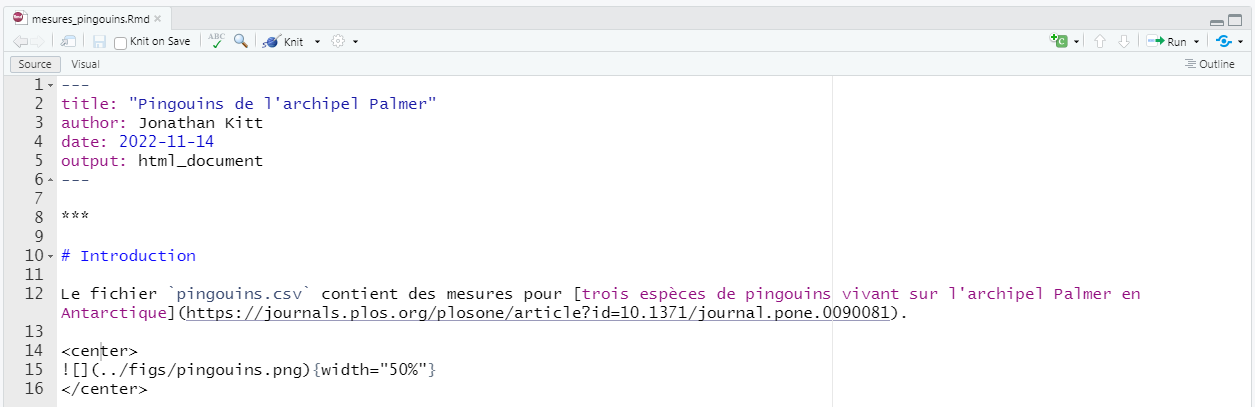 mesures_pingouins.Rmd
Knit on Save
ABC
Knit
Run
Source
Visual
Outline
1 ---
2 title: "Pingouins de l'archipel Palmer"
3 author: Jonathan Kitt
4 date: 2022-11-14
5 output: html_document
6 ---
7
8 ***
9
10 # Introduction
11
12 Le fichier `pingouins.csv` contient des mesures pour [trois espèces de pingouins vivant sur l'archipel Palmer en
Antarctique](https://journals.plos.org/plosone/article?id=10.1371/journal.pone.0090081).
13
14 <center>
15 ![](../figs/pingouins.png){width="50%"}
16 </center>